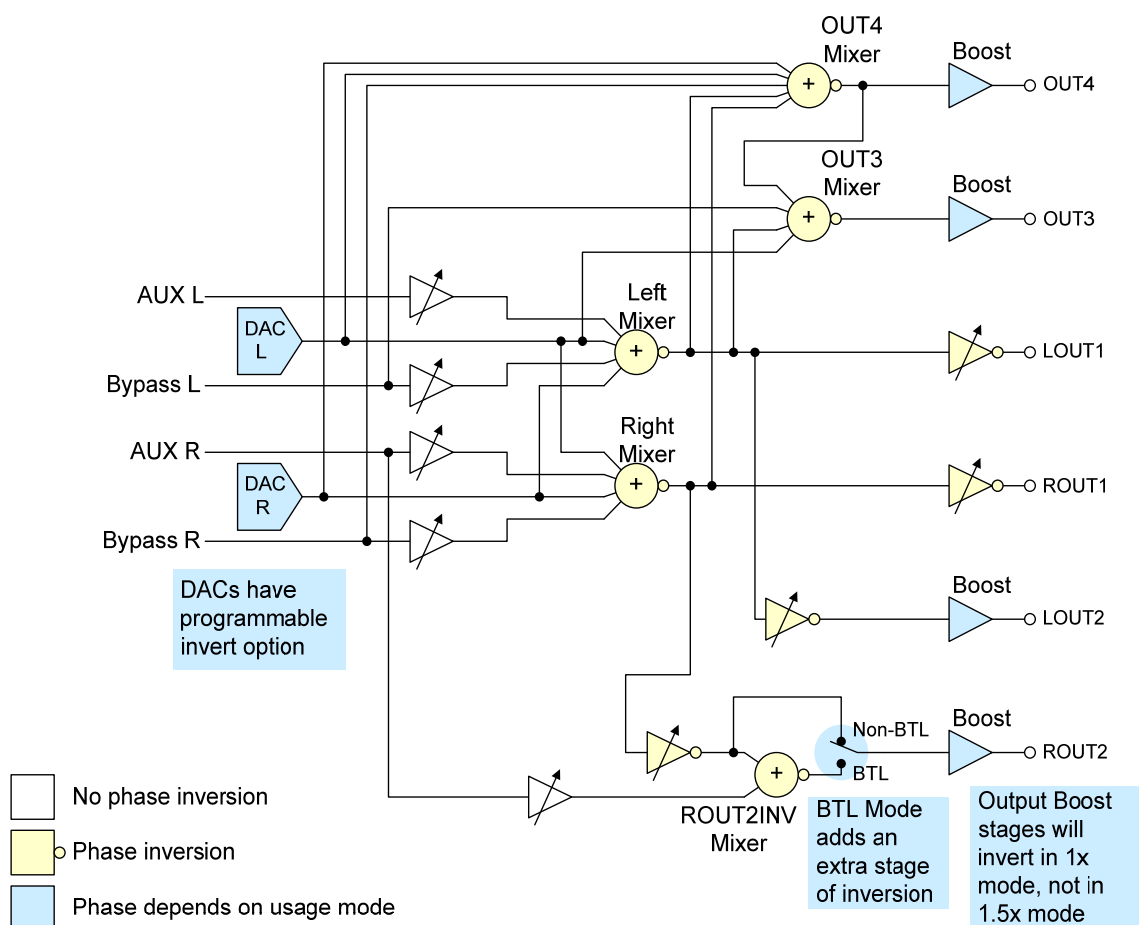 OUT4
Mixer
Boost
+
OUT4
OUT3
Mixer
Boost
+
OUT3
AUX L
Left
Mixer
DAC
L
+
LOUT1
Bypass L
AUX R
Right
Mixer
DAC
R
+
ROUT1
Bypass R
DACs have
programmable
invert option
Boost
LOUT2
Boost
Non-BTL
ROUT2
+
BTL
ROUT2INV
Mixer
BTL Mode
adds an
extra stage
of inversion
Output Boost
stages will
invert in 1x
mode, not in
1.5x mode
No phase inversion
Phase inversion
Phase depends on usage mode